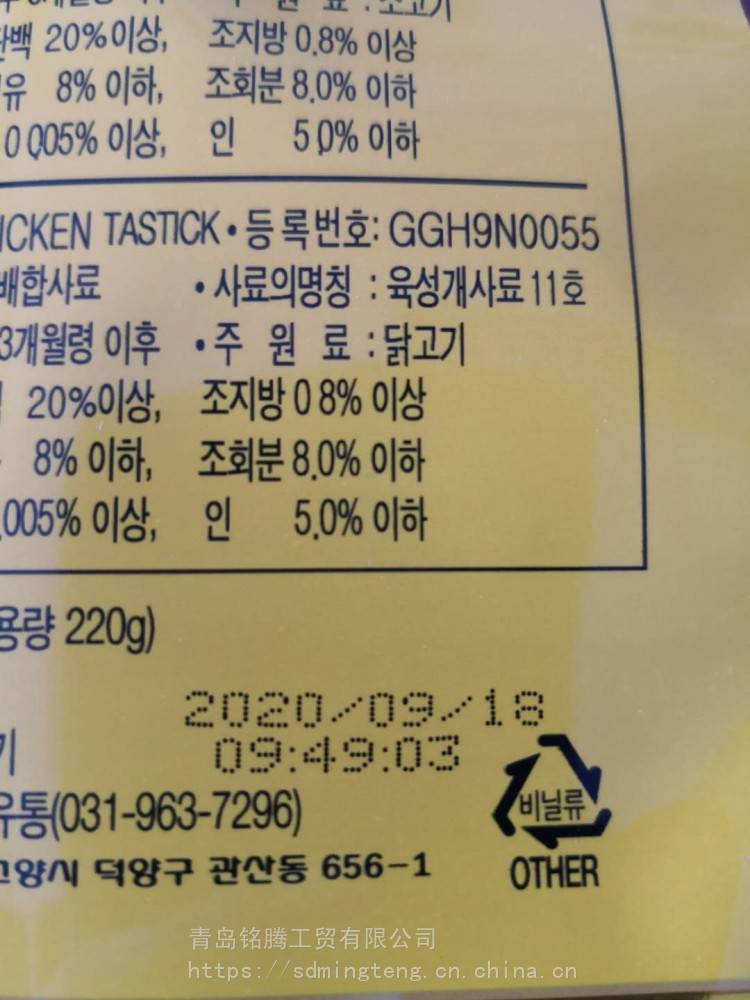 주 원 료 : 소고기
단백 20%이상, 조지방 0.8% 이상
유 8% 이하, 조회분 8.0% 이하
0 005% 이상, 인 5 0% 이하
ICKEN TASTICK • 등록번호: GGH9N0055
배합사료 • 사료의명칭 : 육성개사료 11호
3개월령 이후 • 주 원 료 : 닭고기
20%이상, 조지방 0 8% 이상
8% 이하, 조회분 8.0% 이하
.005% 이상, 인 5.0% 이하
용량 220g)
2020/09/18
09:49:03
기
비닐류
유통(031-963-7296)
고양시 덕양구 관산동 656-1
OTHER
青岛铭腾工贸有限公司
https://sdmingteng.cn.china.cn